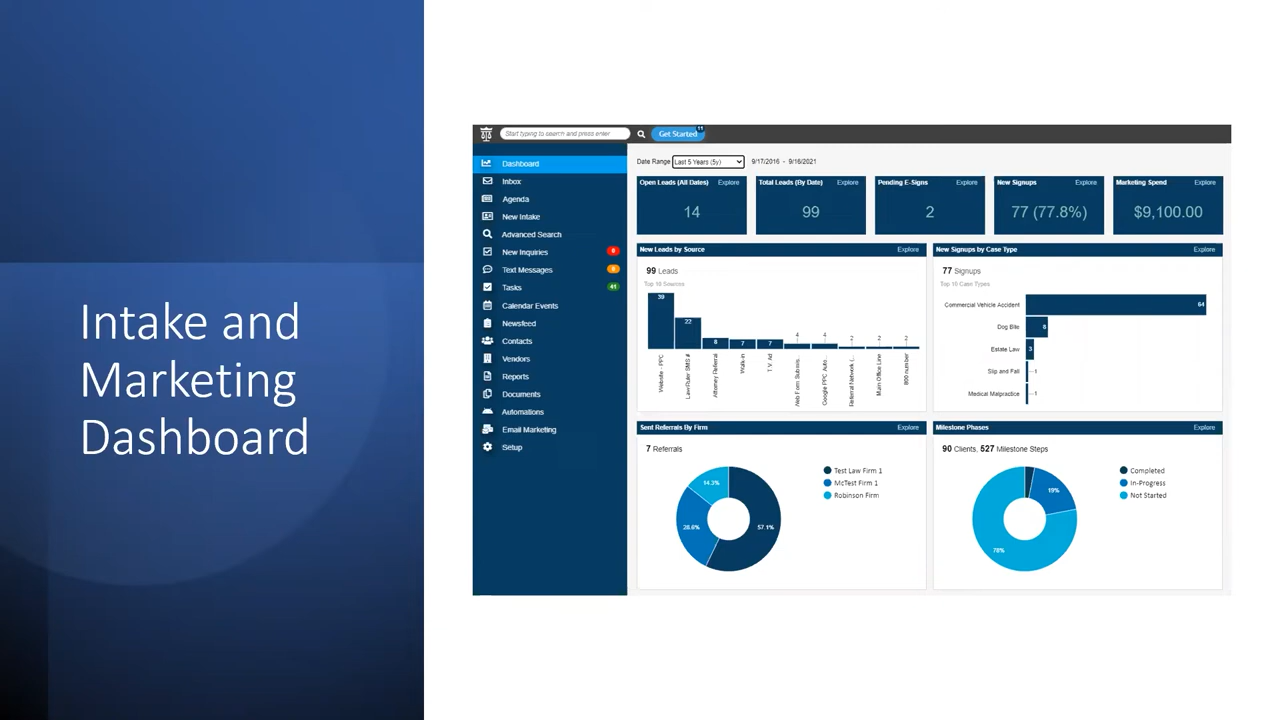 Intake and
Marketing
Dashboard
Start typing to search and press enter
Get Started
11
Dashboard
Inbox
Agenda
New Intake
Advanced Search
New Inquiries
Text Messages
Tasks
41
Calendar Events
Newsfeed
Contacts
Vendors
Reports
Documents
Automations
Email Marketing
Setup
Date Range Last 5 Years (5y) 9/17/2016 - 9/16/2021
Open Leads (All Dates) Explore
14
Total Leads (By Date) Explore
99
Pending E-Signs Explore
2
New Signups Explore
77 (77.8%)
Marketing Spend Explore
$9,100.00
New Leads by Source Explore
99 Leads
Top 10 Sources
39
22
8
7
7
4
4
2
2
2
Website - PPC
LawRuler SMS #
Attorney Referral
Walk-in
T.V. Ad
Web Form Submis...
Google PPC Auto...
Referral Network (...
Main Office Line
800 number
New Signups by Case Type Explore
77 Signups
Top 10 Case Types
Commercial Vehicle Accident 64
Dog Bite 8
Estate Law 3
Slip and Fall 1
Medical Malpractice 1
Sent Referrals By Firm Explore
7 Referrals
14.3%
28.6%
57.1%
Test Law Firm 1
McTest Firm 1
Robinson Firm
Milestone Phases Explore
90 Clients, 527 Milestone Steps
19%
78%
Completed
In-Progress
Not Started